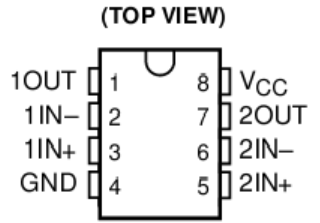 (TOP VIEW)
1OUT 1 8 VCC
1IN− 2 7 2OUT
1IN+ 3 6 2IN−
GND 4 5 2IN+